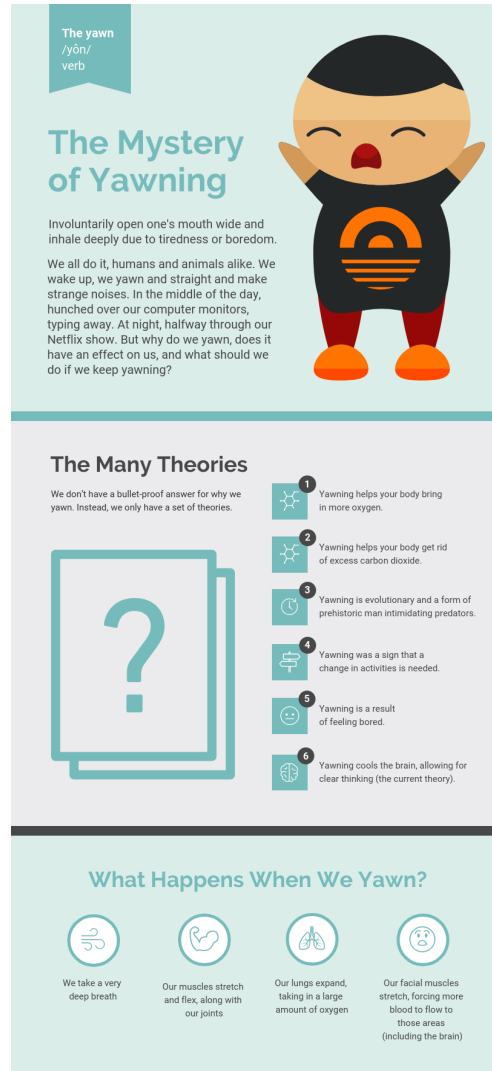 The yawn
/yôn/
verb
The Mystery
of Yawning
Involuntarily open one's mouth wide and
inhale deeply due to tiredness or boredom.
We all do it, humans and animals alike. We
wake up, we yawn and straight and make
strange noises. In the middle of the day,
hunched over our computer monitors,
typing away. At night, halfway through our
Netflix show. But why do we yawn, does it
have an effect on us, and what should we
do if we keep yawning?
The Many Theories
We don't have a bullet-proof answer for why we
yawn. Instead, we only have a set of theories.
?
1
Yawning helps your body bring
in more oxygen.
2
Yawning helps your body get rid
of excess carbon dioxide.
3
Yawning is evolutionary and a form of
prehistoric man intimidating predators.
4
Yawning was a sign that a
change in activities is needed.
5
Yawning is a result
of feeling bored.
6
Yawning cools the brain, allowing for
clear thinking (the current theory).
What Happens When We Yawn?
We take a very
deep breath
Our muscles stretch
and flex, along with
our joints
Our lungs expand,
taking in a large
amount of oxygen
Our facial muscles
stretch, forcing more
blood to flow to
those areas
(including the brain)